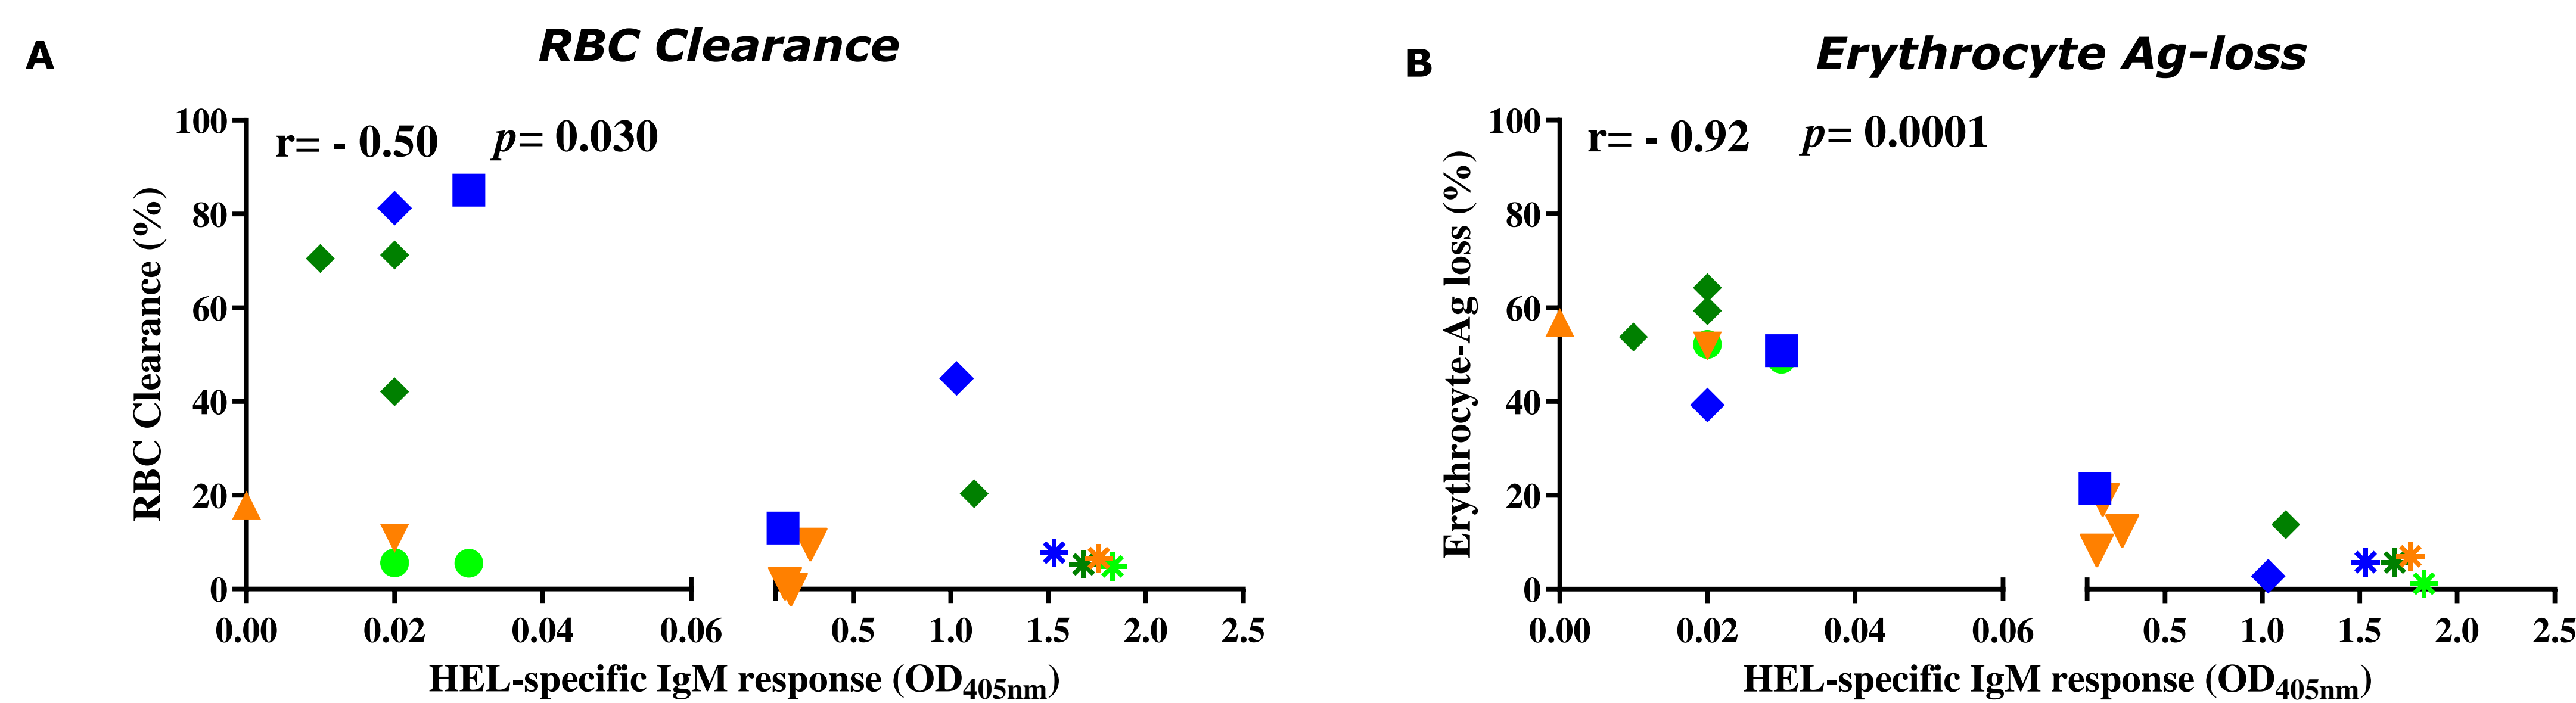 A
RBC Clearance
r= - 0.50
p= 0.030
RBC Clearance (%)
100
80
60
40
20
0
0.00 0.02 0.04 0.06 0.5 1.0 1.5 2.0 2.5
HEL-specific IgM response (OD405nm)
B
Erythrocyte Ag-loss
r= - 0.92
p= 0.0001
Erythrocyte-Ag loss (%)
100
80
60
40
20
0
0.00 0.02 0.04 0.06 0.5 1.0 1.5 2.0 2.5
HEL-specific IgM response (OD405nm)